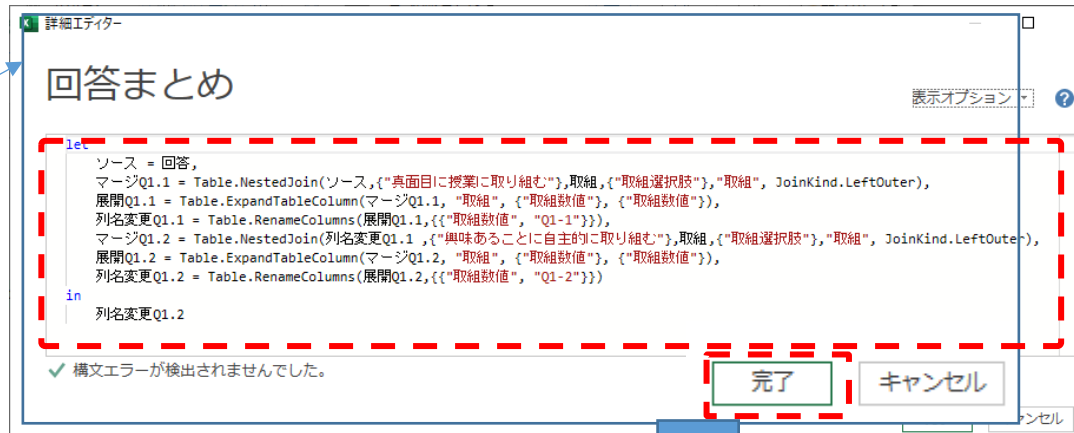 詳細エディター
回答まとめ
表示オプション
let
ソース = 回答,
マージQ1.1 = Table.NestedJoin(ソース,{"真面目に授業に取り組む"},取組,{"取組選択肢"},"取組", JoinKind.LeftOuter),
展開Q1.1 = Table.ExpandTableColumn(マージQ1.1, "取組", {"取組数値"}, {"取組数値"}),
列名変更Q1.1 = Table.RenameColumns(展開Q1.1,{{"取組数値", "Q1-1"}}),
マージQ1.2 = Table.NestedJoin(列名変更Q1.1 ,{"興味あることに自主的に取り組む"},取組,{"取組選択肢"},"取組", JoinKind.LeftOuter),
展開Q1.2 = Table.ExpandTableColumn(マージQ1.2, "取組", {"取組数値"}, {"取組数値"}),
列名変更Q1.2 = Table.RenameColumns(展開Q1.2,{{"取組数値", "Q1-2"}})
in
列名変更Q1.2
構文エラーが検出されませんでした。
完了 キャンセル
ンセル